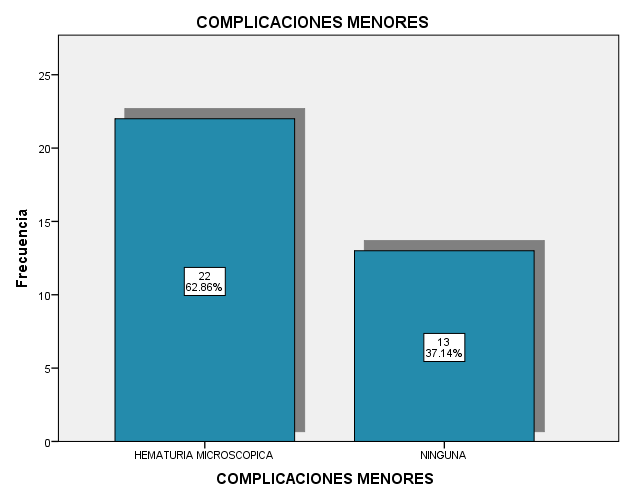 COMPLICACIONES MENORES
25
20
15
10
5
0
Frecuencia
22
62.86%
13
37.14%
HEMATURIA MICROSCOPICA
NINGUNA
COMPLICACIONES MENORES